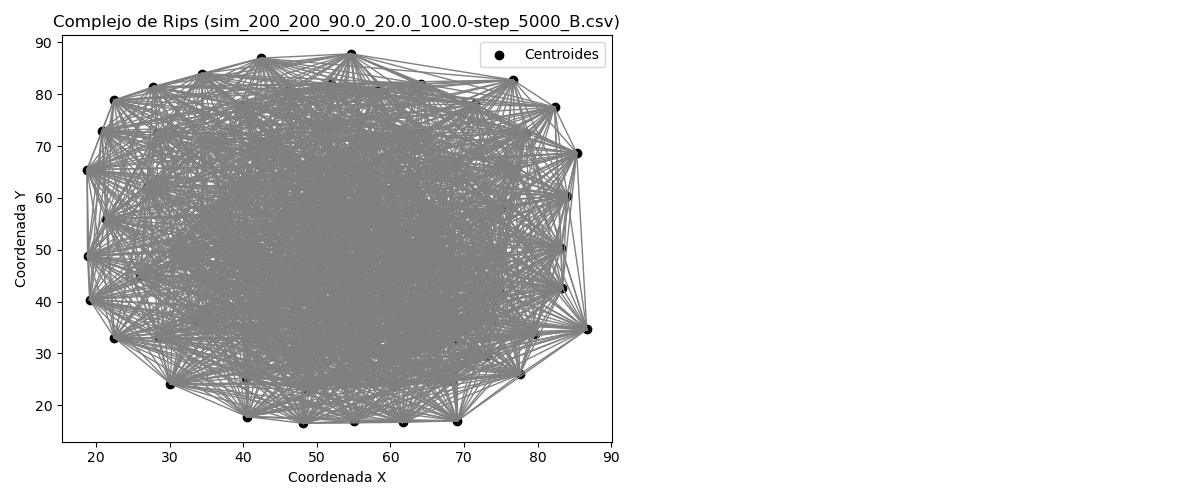 Complejo de Rips (sim_200_200_90.0_20.0_100.0-step_5000_B.csv)
Centroides
90
80
70
60
50
40
30
20
Coordenada Y
20 30 40 50 60 70 80 90
Coordenada X